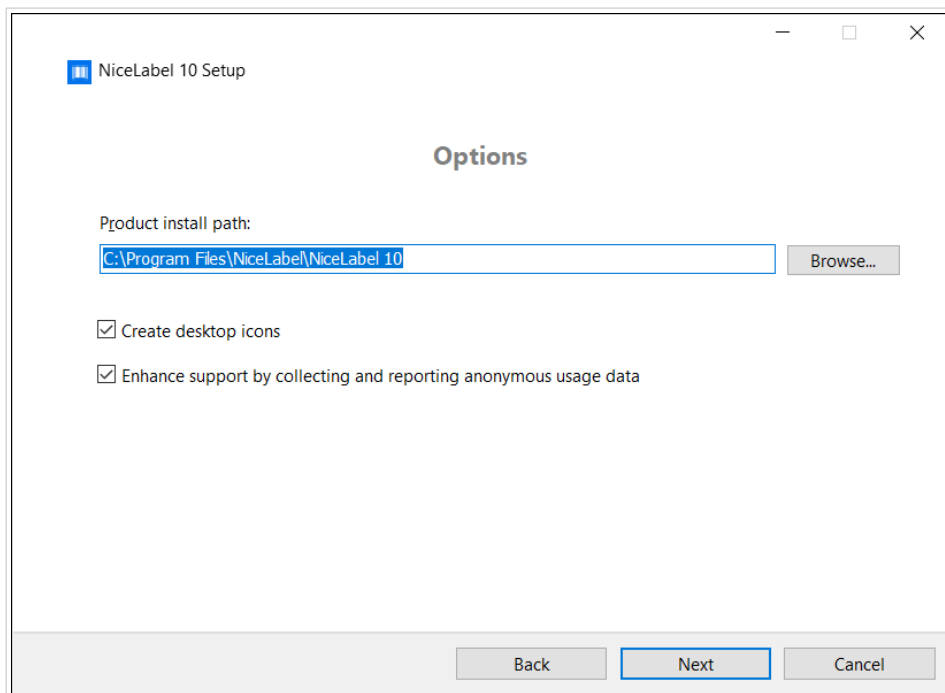 NiceLabel 10 Setup
Options
Product install path:
C:\Program Files\NiceLabel\NiceLabel 10
Browse...
Create desktop icons
Enhance support by collecting and reporting anonymous usage data
Back
Next
Cancel